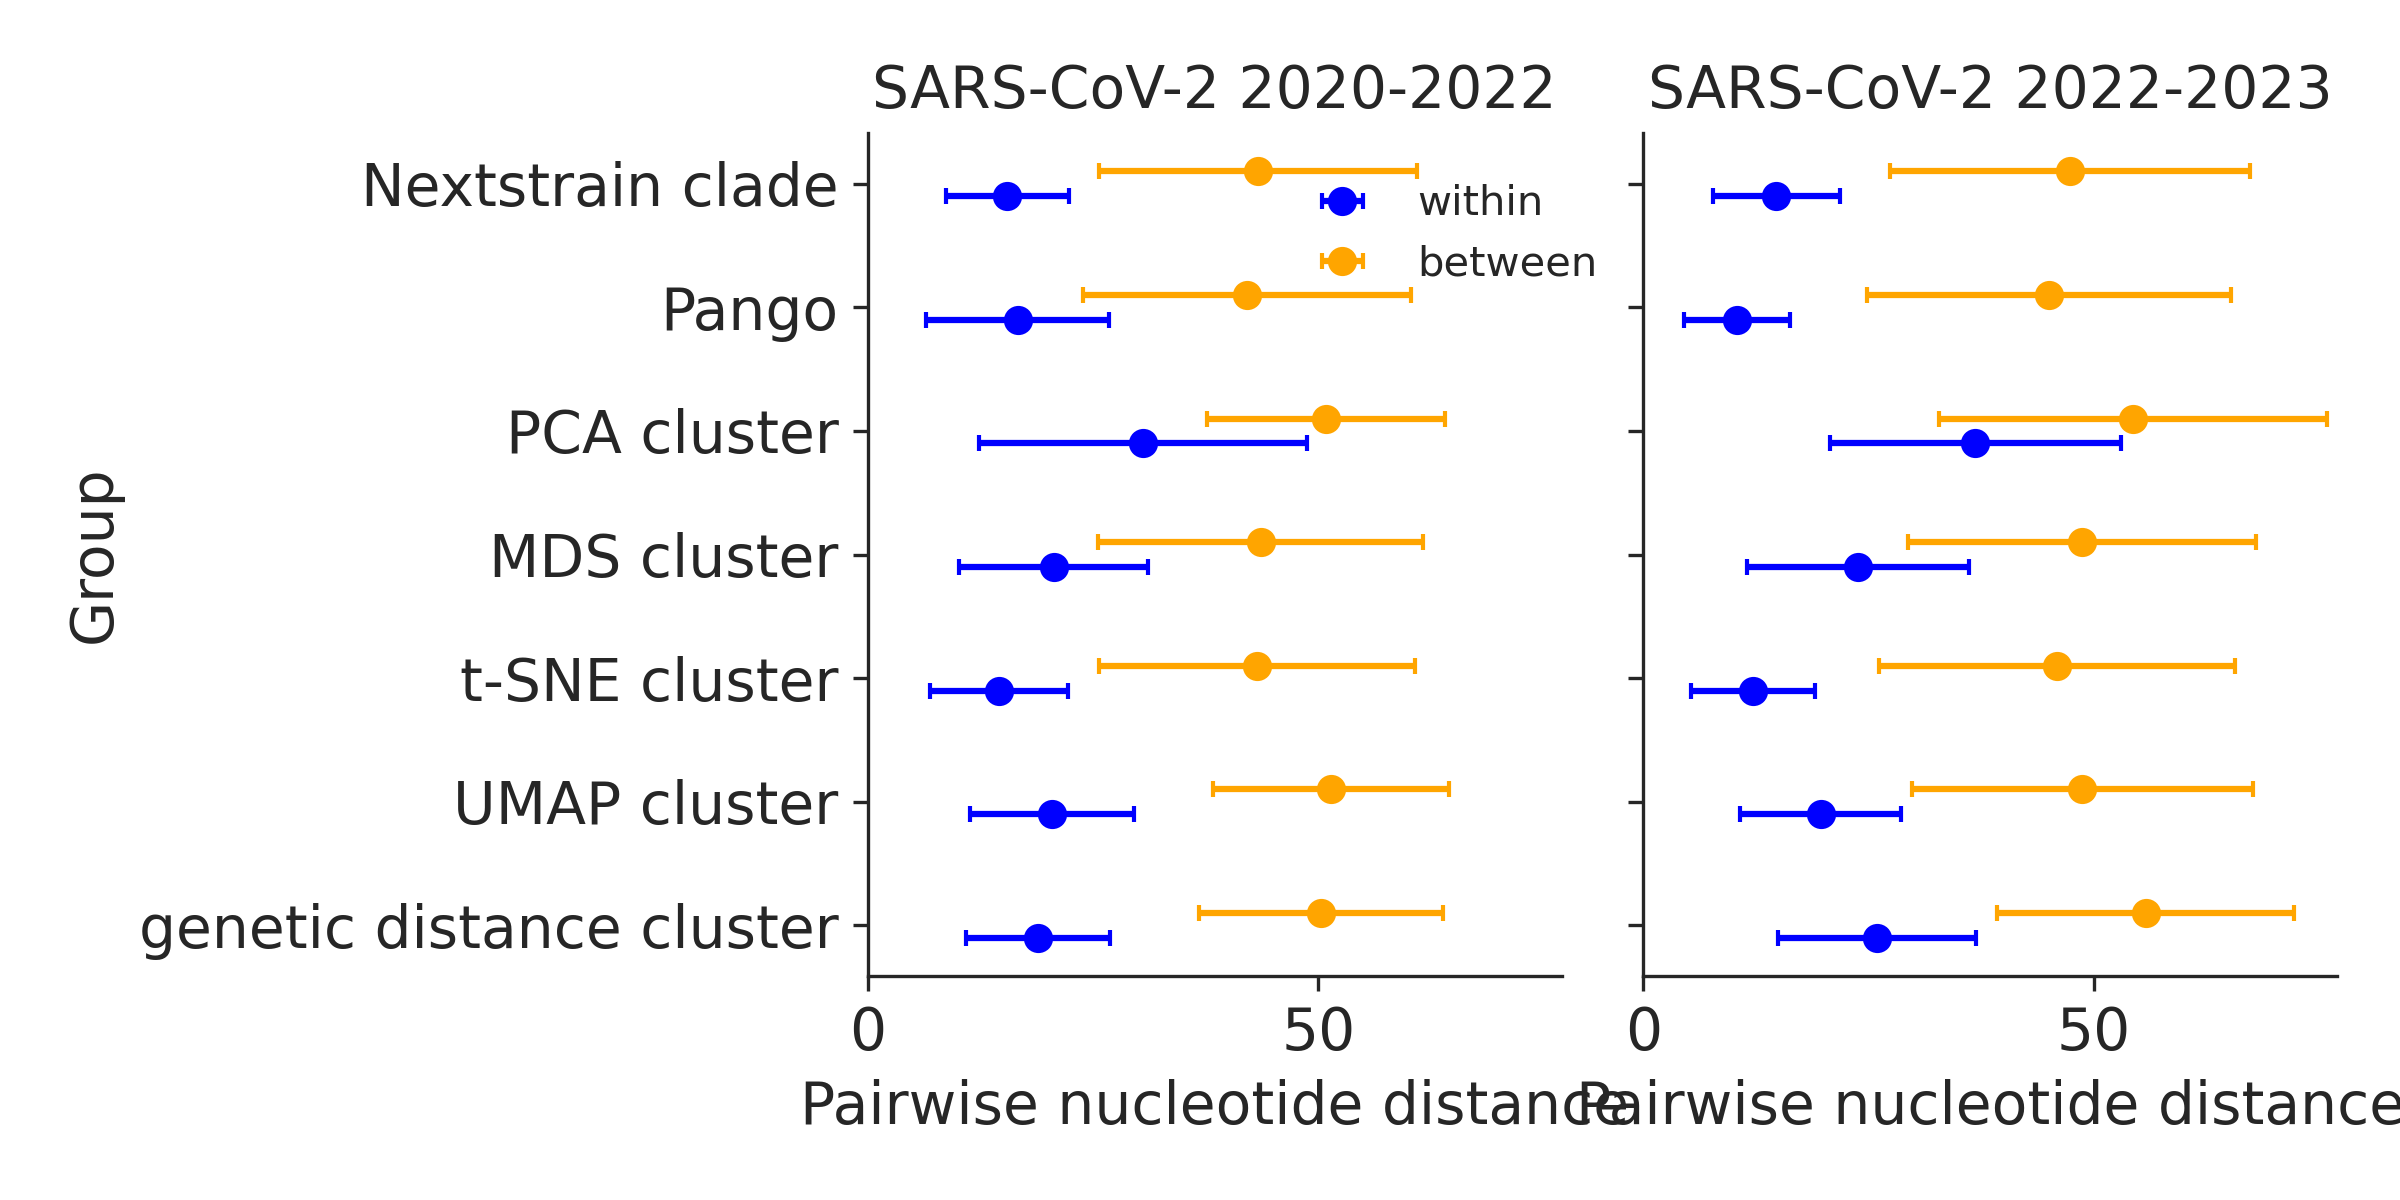 SARS-CoV-2 2020-2022
SARS-CoV-2 2022-2023
Group
Nextstrain clade
Pango
PCA cluster
MDS cluster
t-SNE cluster
UMAP cluster
genetic distance cluster
within
between
0
50
0
50
Pairwise nucleotide distance
Pairwise nucleotide distance